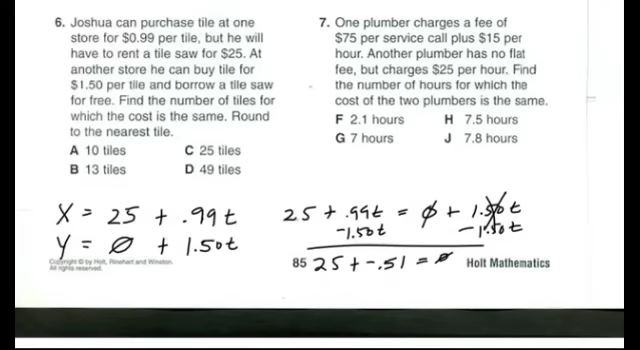 6. Joshua can purchase tile at one
store for $0.99 per tile, but he will
have to rent a tile saw for $25. At
another store he can buy tile for
$1.50 per tile and borrow a tile saw
for free. Find the number of tiles for
which the cost is the same. Round
to the nearest tile.
A 10 tiles C 25 tiles
B 13 tiles D 49 tiles
7. One plumber charges a fee of
$75 per service call plus $15 per
hour. Another plumber has no flat
fee, but charges $25 per hour. Find
the number of hours for which the
cost of the two plumbers is the same.
F 2.1 hours H 7.5 hours
G 7 hours J 7.8 hours
X = 25 + .99t
Y = Ø + 1.50t
25 + .99t = Ø + 1.50t
-1.50t -1.50t
25 + -.51 = Ø
Copyright © by Holt, Rinehart and Winston.
All rights reserved.
85
Holt Mathematics